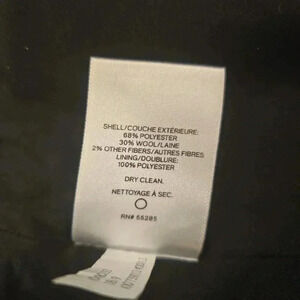 SHELL/COUCHE EXTÉRIEURE:
68% POLYESTER
30% WOOL/LAINE
2% OTHER FIBERS/AUTRES FIBRES
LINING/DOUBLURE:
100% POLYESTER
DRY CLEAN.
NETTOYAGE À SEC.
RN# 66205